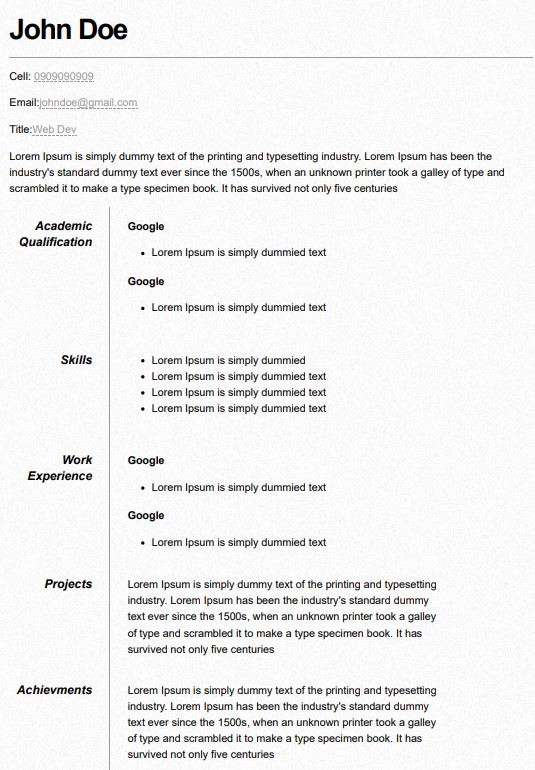 John Doe
Cell: 0909090909
Email:johndoe@gmail.com
Title:Web Dev
Lorem Ipsum is simply dummy text of the printing and typesetting industry. Lorem Ipsum has been the
industry's standard dummy text ever since the 1500s, when an unknown printer took a galley of type and
scrambled it to make a type specimen book. It has survived not only five centuries
Academic
Qualification
Google
• Lorem Ipsum is simply dummied text
Google
• Lorem Ipsum is simply dummied text
Skills
• Lorem Ipsum is simply dummied
• Lorem Ipsum is simply dummied text
• Lorem Ipsum is simply dummied text
• Lorem Ipsum is simply dummied text
Work
Experience
Google
• Lorem Ipsum is simply dummied text
Google
• Lorem Ipsum is simply dummied text
Projects
Lorem Ipsum is simply dummy text of the printing and typesetting
industry. Lorem Ipsum has been the industry's standard dummy
text ever since the 1500s, when an unknown printer took a galley
of type and scrambled it to make a type specimen book. It has
survived not only five centuries
Achievments
Lorem Ipsum is simply dummy text of the printing and typesetting
industry. Lorem Ipsum has been the industry's standard dummy
text ever since the 1500s, when an unknown printer took a galley
of type and scrambled it to make a type specimen book. It has
survived not only five centuries